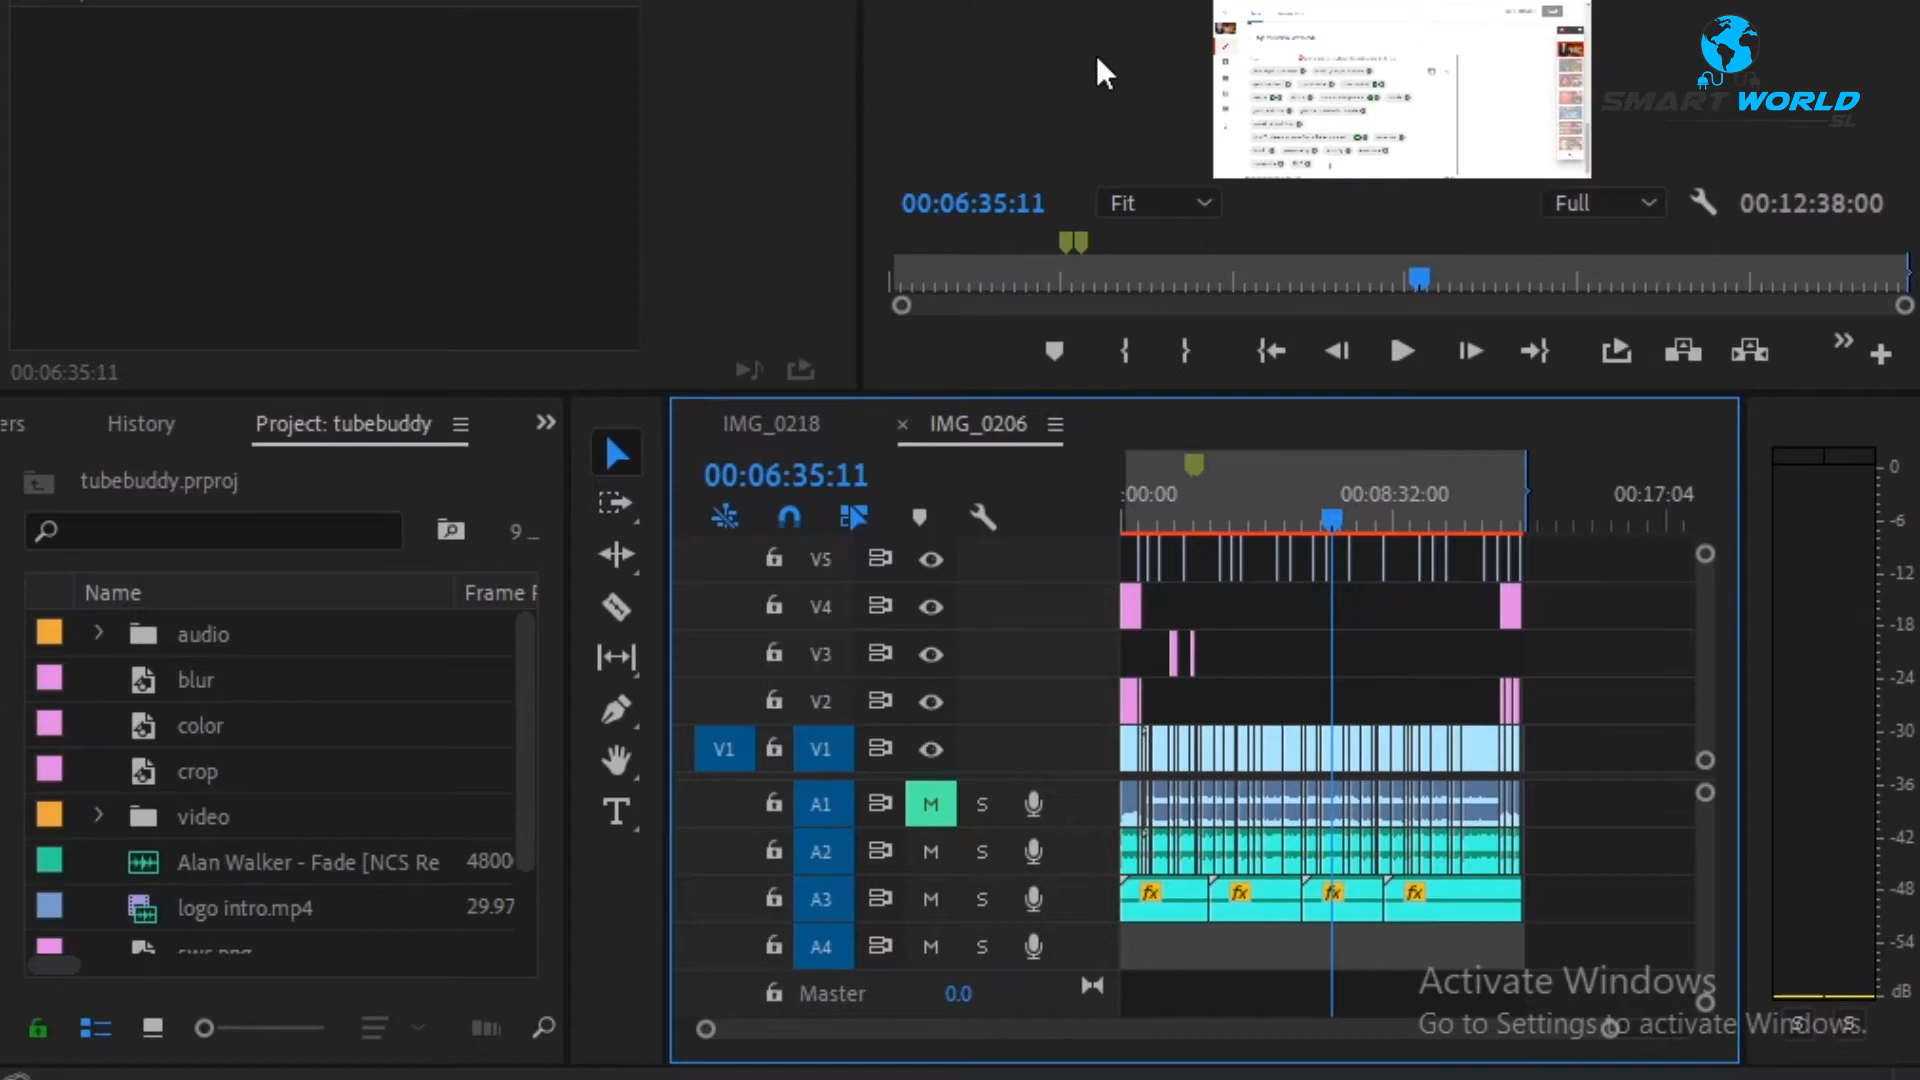 SMART WORLD
SL
00:06:35:11
Fit
Full
00:12:38:00
00:06:35:11
ers
History
Project: tubebuddy
tubebuddy.prproj
9
Name
Frame F
audio
blur
color
crop
video
Alan Walker - Fade [NCS Re
4800
logo intro.mp4
29.97
IMG_0218
× IMG_0206
00:06:35:11
:00:00
00:08:32:00
00:17:04
V5
V4
V3
V2
V1
V1
A1
M
S
A2
M
S
A3
M
S
A4
M
S
Master
0.0
fx
fx
fx
fx
0
-6
-12
-18
-24
-30
-36
-42
-48
-54
dB
S
S
Activate Windows
Go to Settings to activate Windows.